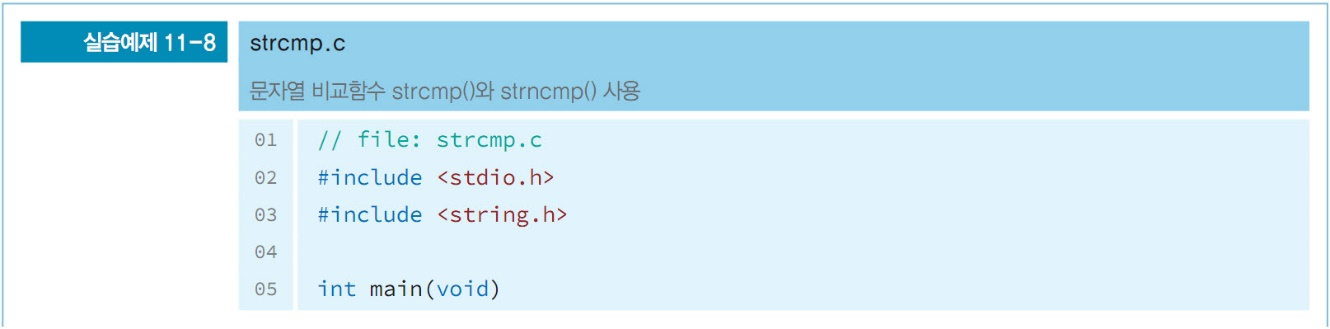 실습예제 11-8
strcmp.c
문자열 비교함수 strcmp()와 strncmp() 사용
01 // file: strcmp.c
02 #include <stdio.h>
03 #include <string.h>
04
05 int main(void)